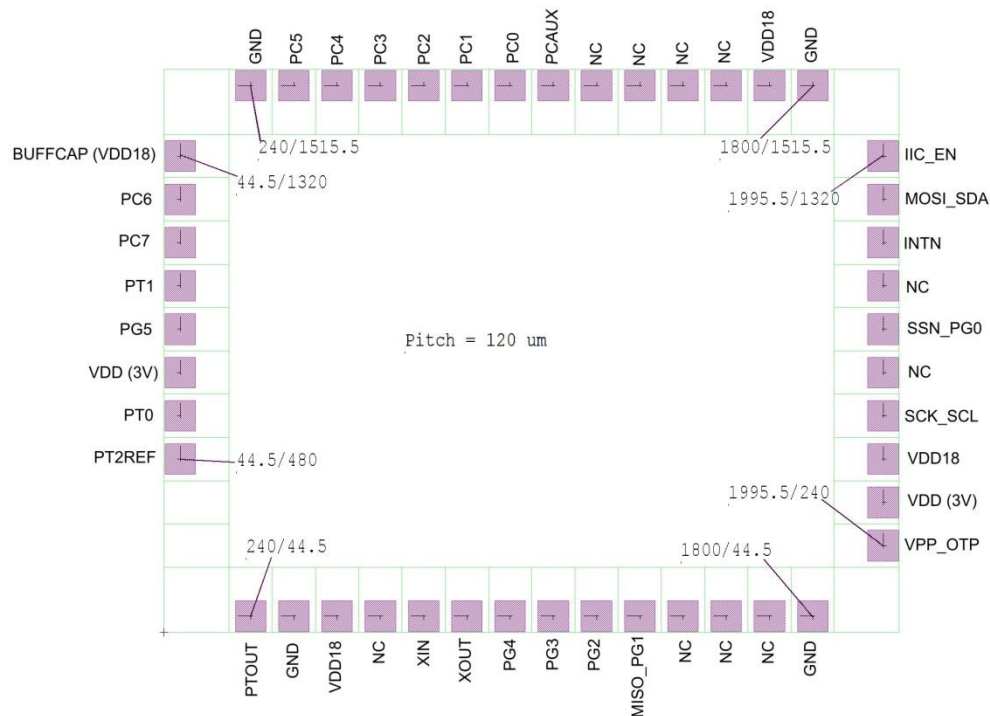 GND
PC5
PC4
PC3
PC2
PC1
PC0
PCAUX
NC
NC
NC
NC
VDD18
GND
240/1515.5
1800/1515.5
BUFFCAP (VDD18)
44.5/1320
PC6
PC7
PT1
PG5
VDD (3V)
PT0
PT2REF
44.5/480
1995.5/1320
IIC_EN
MOSI_SDA
INTN
NC
SSN_PG0
NC
SCK_SCL
VDD18
VDD (3V)
VPP_OTP
1995.5/240
Pitch = 120 um
240/44.5
1800/44.5
PTOUT
GND
VDD18
NC
XIN
XOUT
PG4
PG3
PG2
MISO_PG1
NC
NC
NC
GND